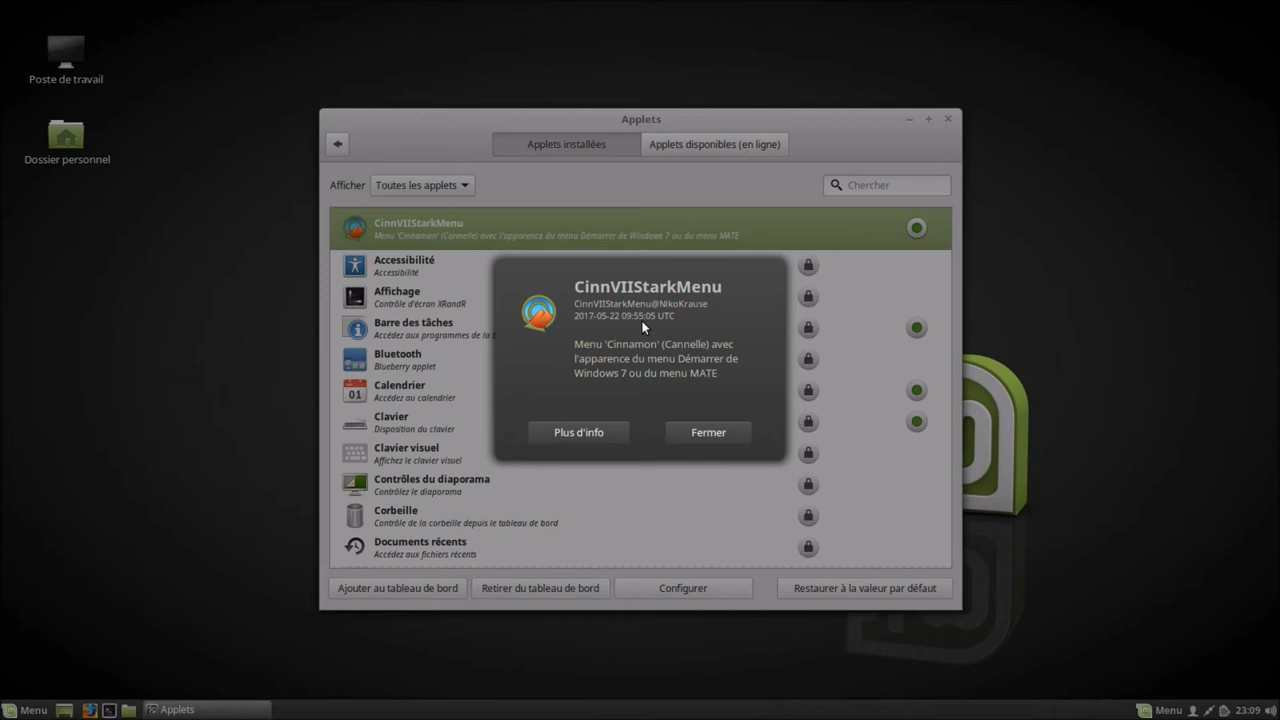 Poste de travail
Dossier personnel
Applets
Applets installées
Applets disponibles (en ligne)
Afficher
Toutes les applets
Chercher
CinnVIIStarkMenu
Menu 'Cinnamon' (Cannelle) avec l'apparence du menu Démarrer de Windows 7 ou du menu MATE
Accessibilité
Accessibilité
Affichage
Contrôle d'écran XRandR
Barre des tâches
Accédez aux programmes de la
Bluetooth
Blueberry applet
01
Calendrier
Accédez au calendrier
Clavier
Disposition du clavier
Clavier visuel
Affichez le clavier visuel
Contrôles du diaporama
Contrôlez le diaporama
Corbeille
Contrôle de la corbeille depuis le tableau de bord
Documents récents
Accédez aux fichiers récents
CinnVIIStarkMenu
CinnVIIStarkMenu@NikoKrause
2017-05-22 09:55:05 UTC
Menu 'Cinnamon' (Cannelle) avec
l'apparence du menu Démarrer de
Windows 7 ou du menu MATE
Plus d'info
Fermer
Ajouter au tableau de bord
Retirer du tableau de bord
Configurer
Restaurer à la valeur par défaut
Menu
Applets
Menu
23:09